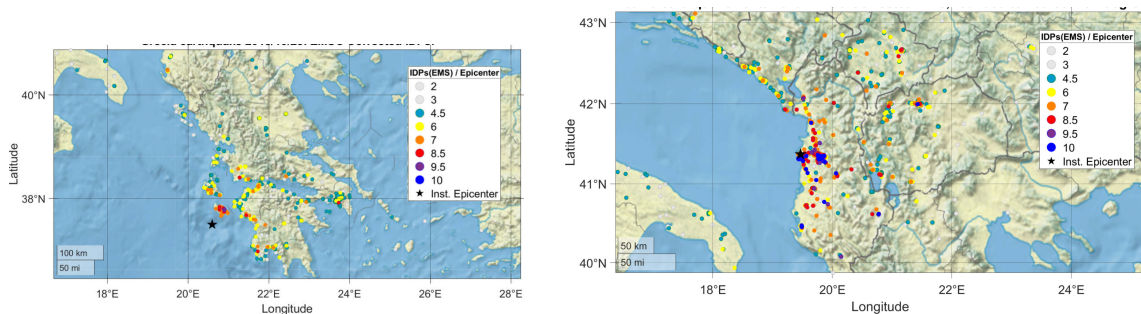 IDPs(EMS) / Epicenter
2
3
4.5
6
7
8.5
9.5
10
Inst. Epicenter
40°N
38°N
Latitude
100 km
50 mi
18°E
20°E
22°E
24°E
26°E
28°E
Longitude
IDPs(EMS) / Epicenter
2
3
4.5
6
7
8.5
9.5
10
Inst. Epicenter
43°N
42°N
41°N
40°N
Latitude
50 km
50 mi
18°E
20°E
22°E
24°E
Longitude